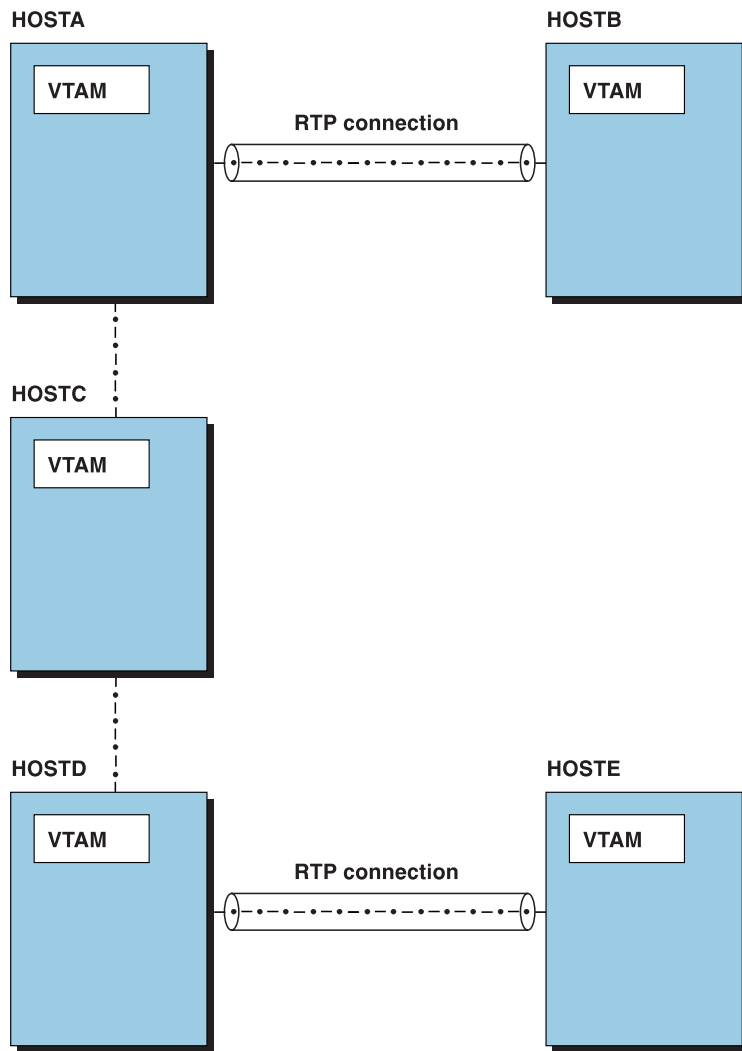 HOSTA
HOSTB
VTAM
VTAM
RTP connection
HOSTC
VTAM
HOSTD
HOSTE
VTAM
VTAM
RTP connection